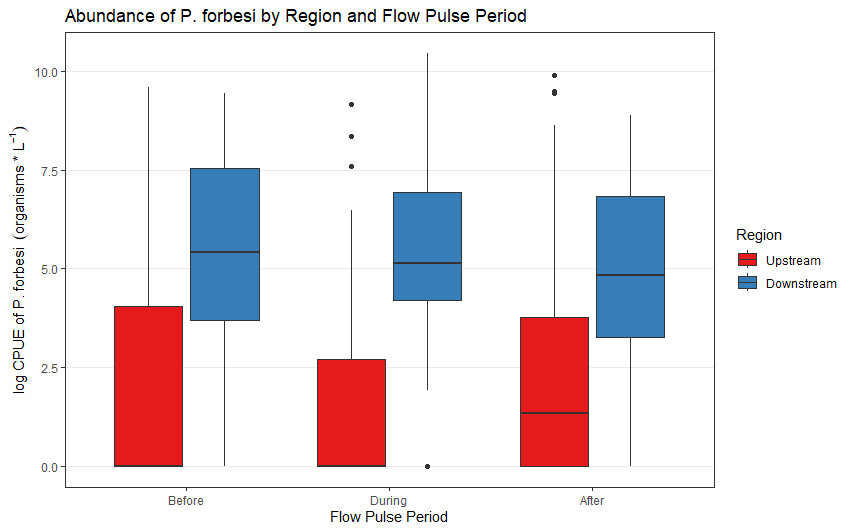 Abundance of P. forbesi by Region and Flow Pulse Period
log CPUE of P. forbesi (organisms * L⁻¹)
10.0
7.5
5.0
2.5
0.0
Before During After
Flow Pulse Period
Region
Upstream
Downstream